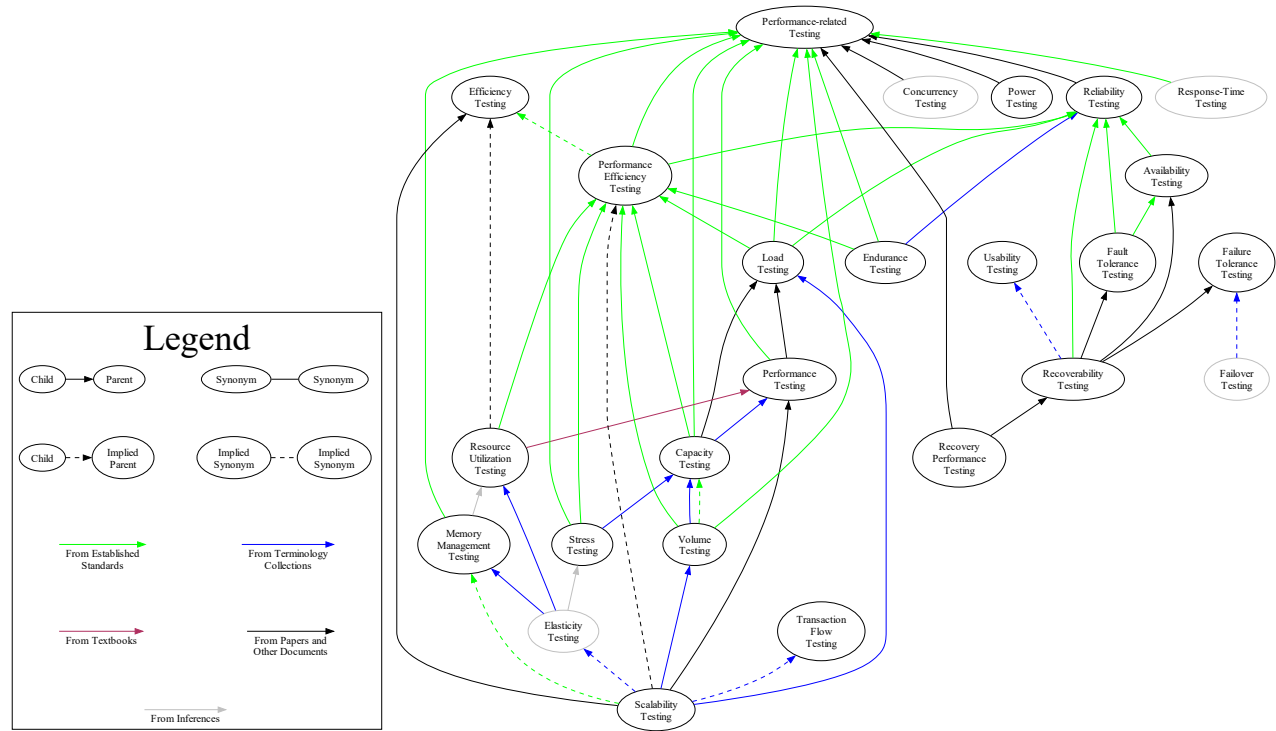 Performance-related
Testing
Efficiency
Testing
Concurrency
Testing
Power
Testing
Reliability
Testing
Response-Time
Testing
Performance
Efficiency
Testing
Availability
Testing
Load
Testing
Endurance
Testing
Usability
Testing
Fault
Tolerance
Testing
Failure
Tolerance
Testing
Legend
Child
Parent
Synonym
Synonym
Performance
Testing
Recoverability
Testing
Failover
Testing
Child
Implied
Parent
Implied
Synonym
Implied
Synonym
Resource
Utilization
Testing
Capacity
Testing
Recovery
Performance
Testing
From Established
Standards
From Terminology
Collections
Memory
Management
Testing
Stress
Testing
Volume
Testing
From Textbooks
From Papers and
Other Documents
Elasticity
Testing
Transaction
Flow
Testing
From Inferences
Scalability
Testing